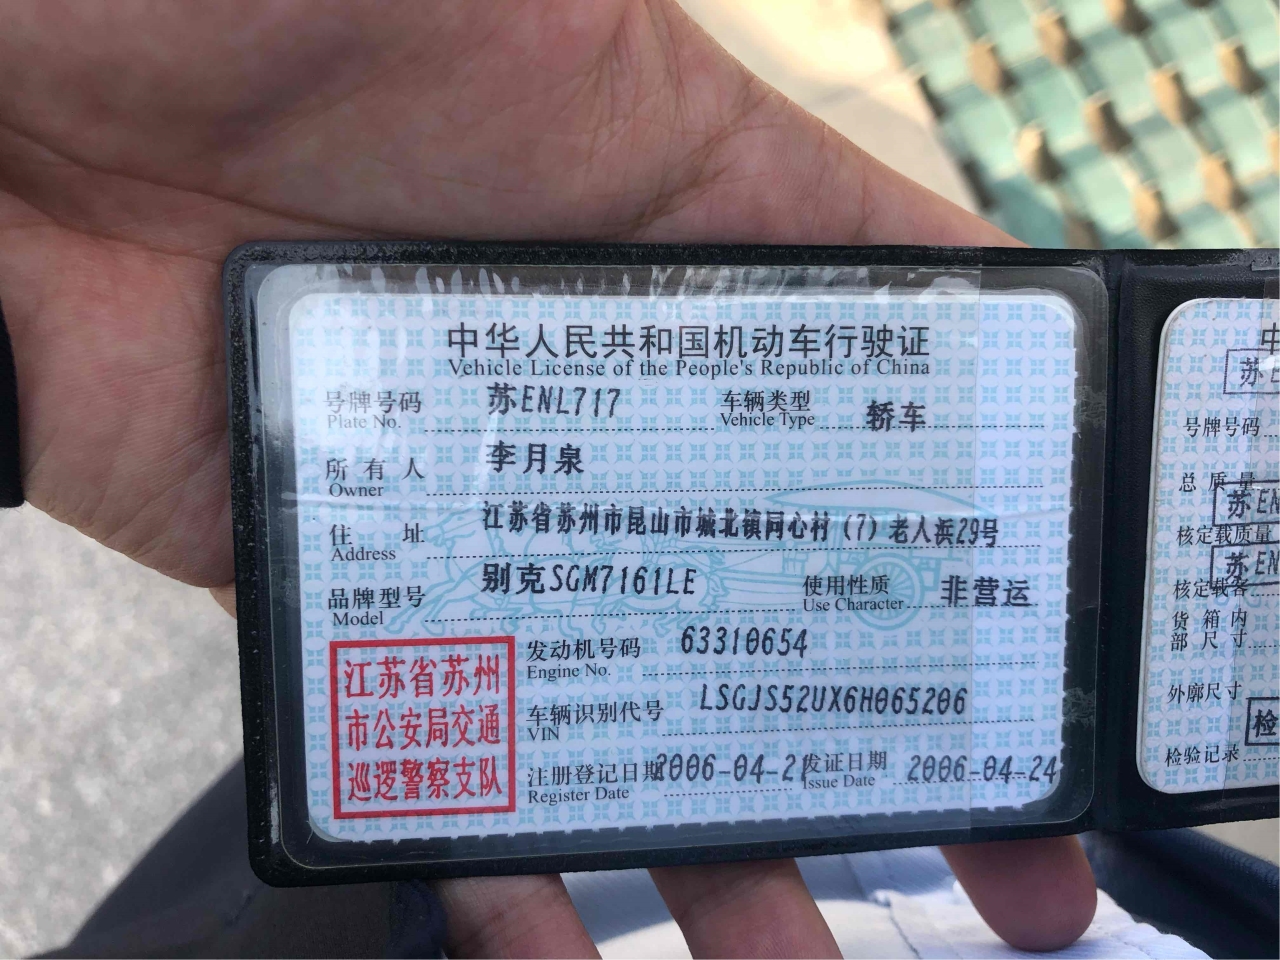 中华人民共和国机动车行驶证
Vehicle License of the People's Republic of China
号牌号码 苏ENL717 车辆类型 轿车
Plate No. Vehicle Type
所有人 李月泉
Owner
住址 江苏省苏州市昆山市城北镇同心村（7）老人浜29号
Address
品牌型号 别克SGM7161LE 使用性质 非营运
Model Use Character
发动机号码 63310654
Engine No.
车辆识别代号 LSGJS52UX6H065206
VIN
注册登记日期 2006-04-21 发证日期 2006-04-24
Register Date Issue Date
江苏省苏州
市公安局交通
巡逻警察支队
号牌号码
总质量
苏EN
核定载质量
苏EN
核定载客
货箱内
部尺寸
外廓尺寸
检
检验记录